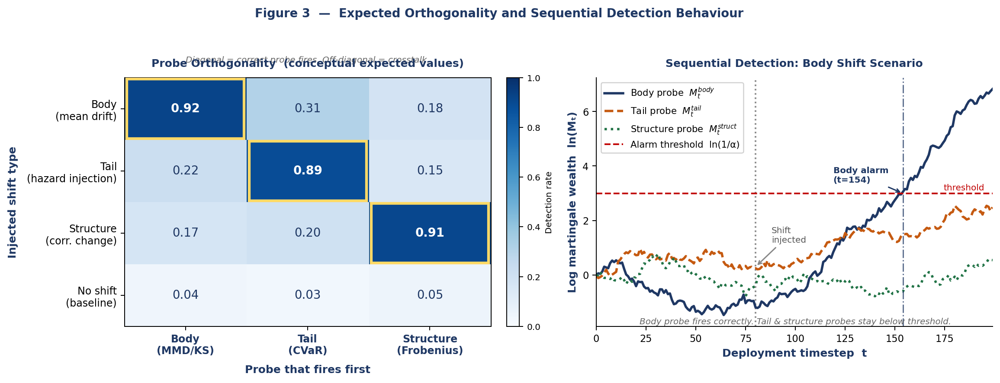 Figure 3 — Expected Orthogonality and Sequential Detection Behaviour
Diagonal = correct probe fires. Off-diagonal = crosstalk.
Probe Orthogonality (conceptual expected values)
Injected shift type
Body
(mean drift)
0.92
0.31
0.18
Tail
(hazard injection)
0.22
0.89
0.15
Structure
(corr. change)
0.17
0.20
0.91
No shift
(baseline)
0.04
0.03
0.05
Body
(MMD/KS)
Tail
(CVaR)
Structure
(Frobenius)
Probe that fires first
1.0
0.8
0.6
0.4
0.2
0.0
Detection rate
Sequential Detection: Body Shift Scenario
Log martingale wealth ln(Mₜ)
6
4
2
0
Body probe M_t^{body}
Tail probe M_t^{tail}
Structure probe M_t^{struct}
Alarm threshold ln(1/α)
Body alarm
(t=154)
threshold
Shift
injected
Body probe fires correctly. Tail & structure probes stay below threshold.
0
25
50
75
100
125
150
175
Deployment timestep t